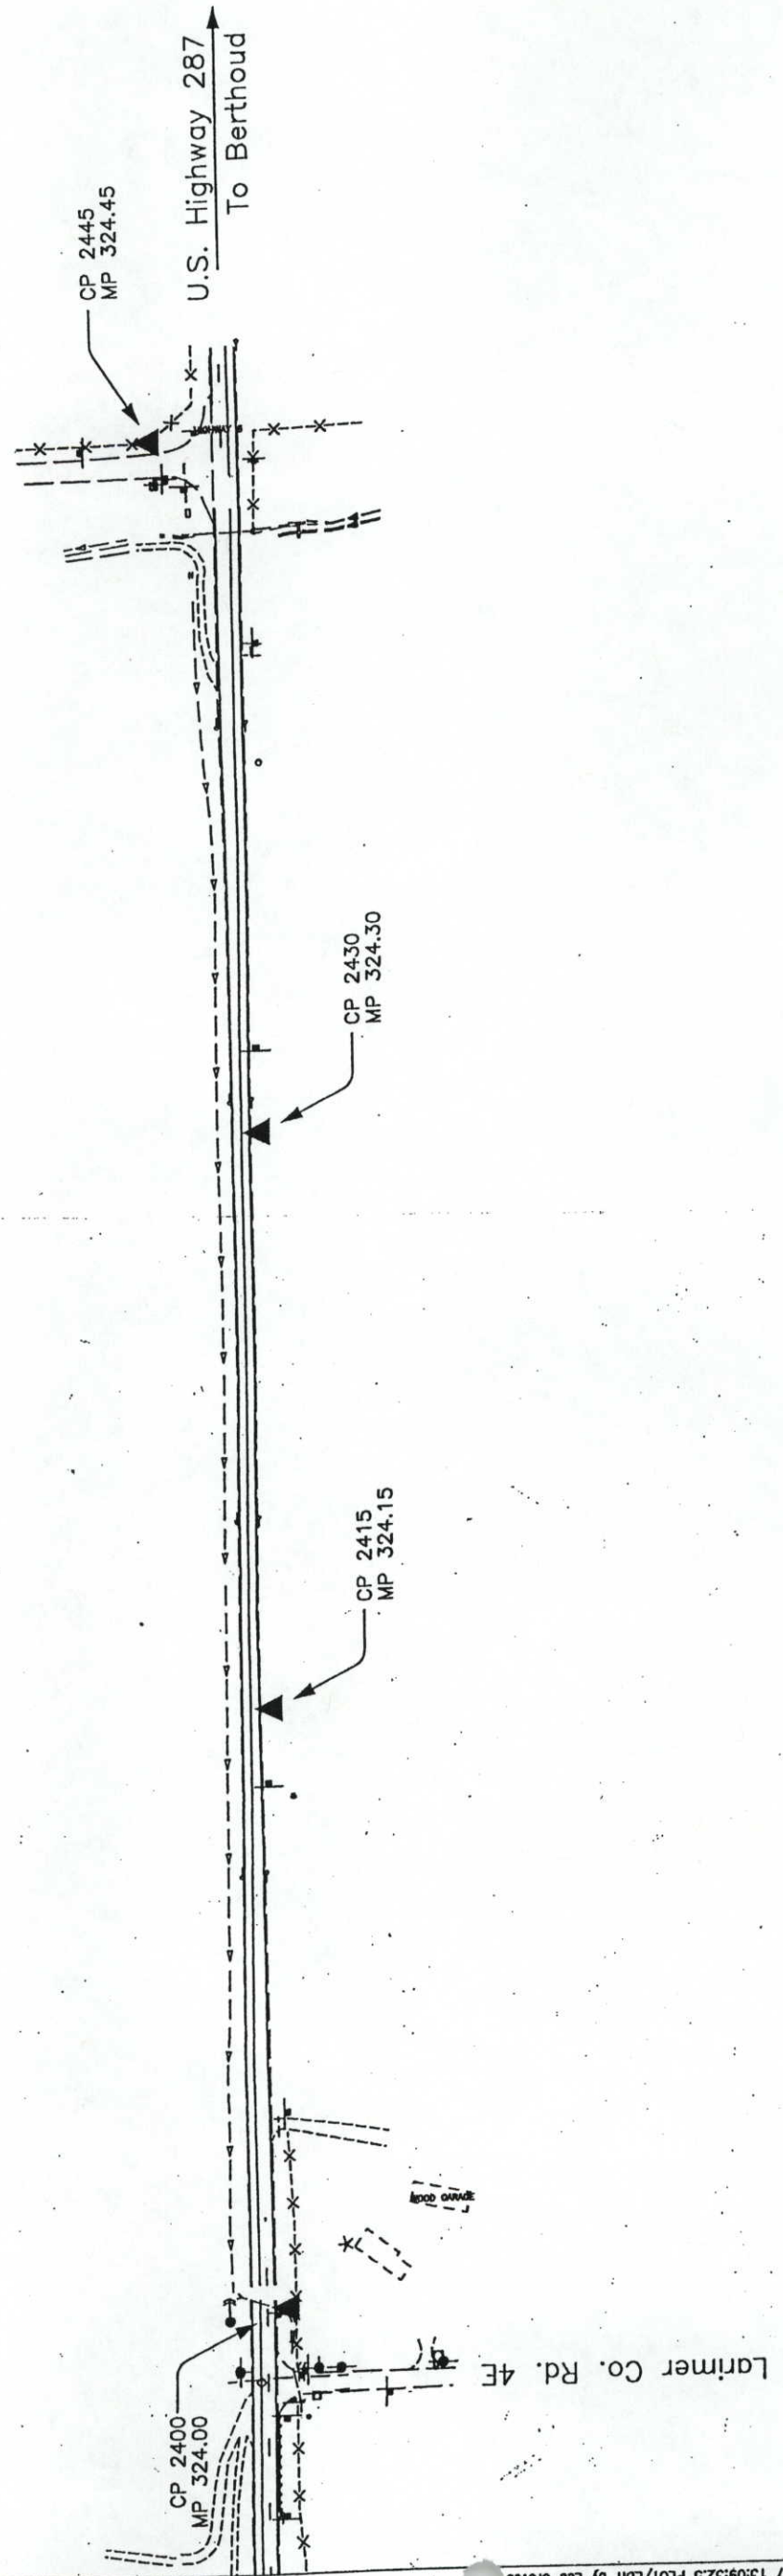 U.S. Highway 287
To Berthoud
CP 2445
MP 324.45
CP 2430
MP 324.30
CP 2415
MP 324.15
WOOD GARAGE
CP 2400
MP 324.00
Larimer Co. Rd. 4E